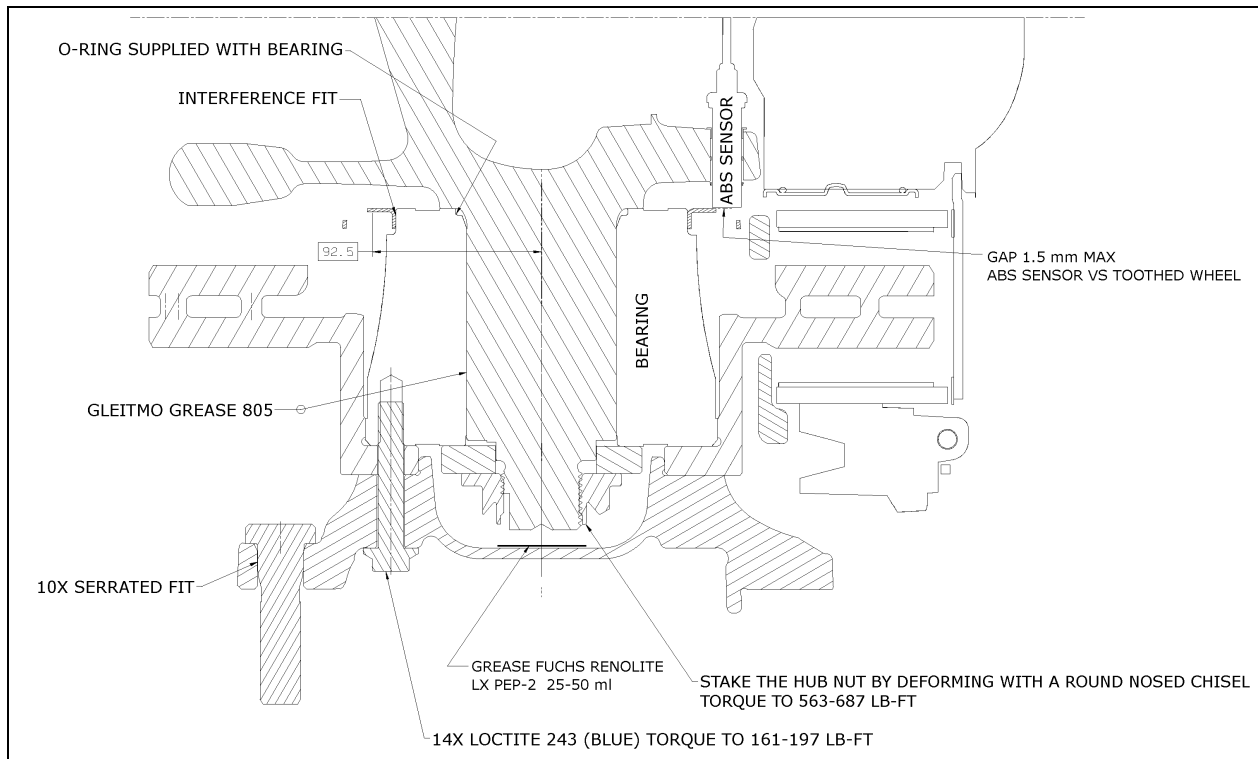 O-RING SUPPLIED WITH BEARING
INTERFERENCE FIT
ABS SENSOR
92.5
GAP 1.5 mm MAX
ABS SENSOR VS TOOTHED WHEEL
BEARING
GLEITMO GREASE 805
10X SERRATED FIT
GREASE FUCHS RENOLITE
LX PEP-2 25-50 ml
STAKE THE HUB NUT BY DEFORMING WITH A ROUND NOSED CHISEL
TORQUE TO 563-687 LB-FT
14X LOCTITE 243 (BLUE) TORQUE TO 161-197 LB-FT